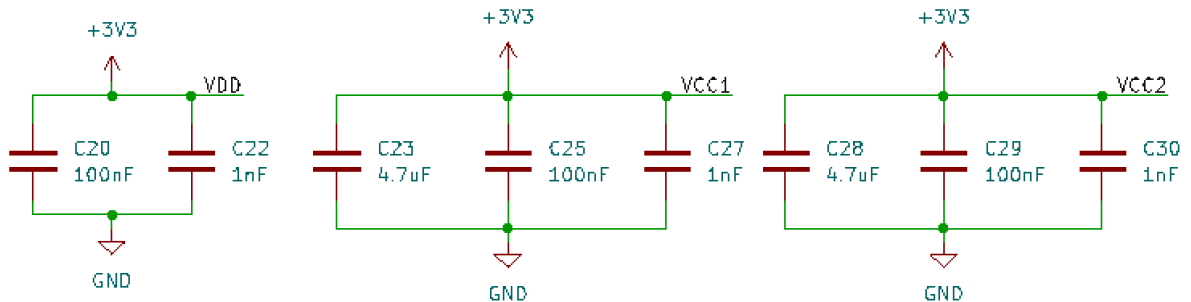 +3V3
VDD
C20
100nF
C22
1nF
GND
+3V3
VCC1
C23
4.7uF
C25
100nF
C27
1nF
GND
+3V3
VCC2
C28
4.7uF
C29
100nF
C30
1nF
GND